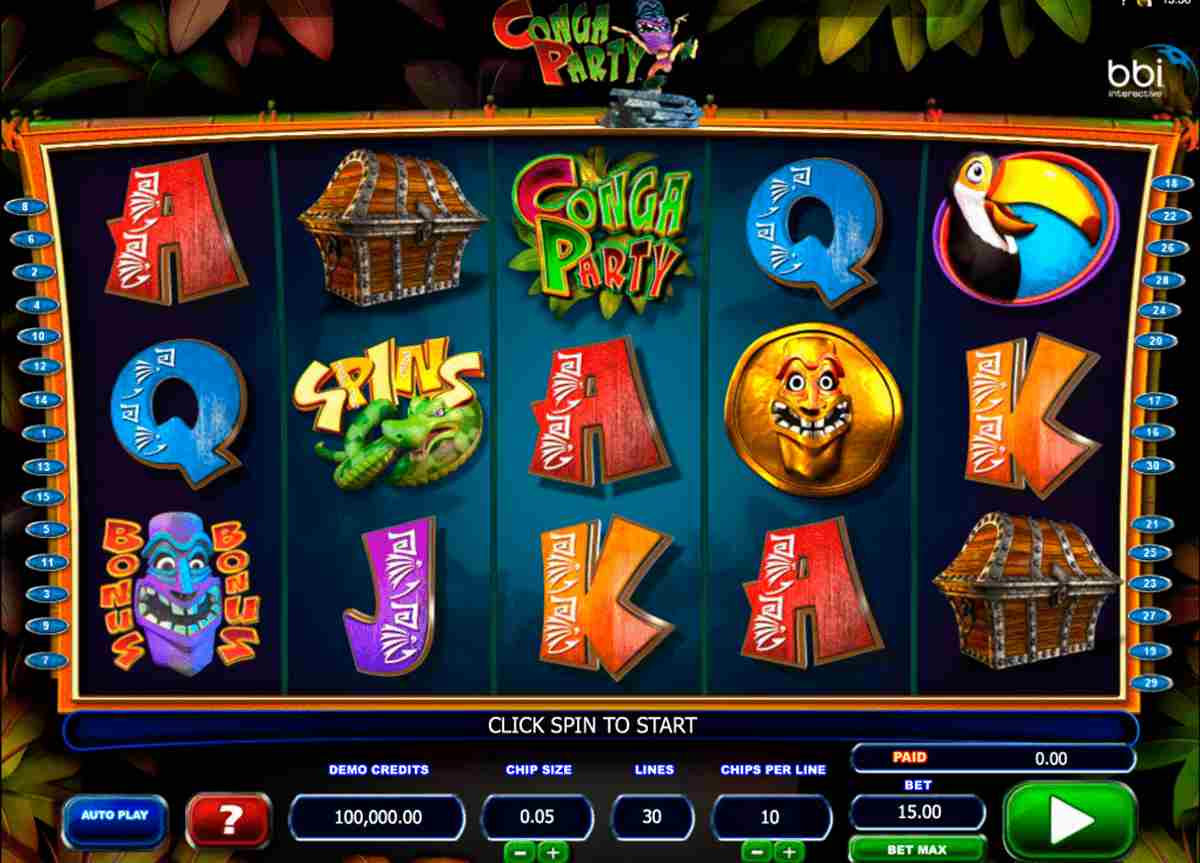 CONGA
PARTY
bbi
interactive
A
CONGA
PARTY
Q
Q
SPINS
A
K
BONUS
BONUS
J
K
A
8
6
2
4
10
12
14
1
13
15
5
11
3
9
7
18
22
26
28
24
20
17
16
30
21
25
23
27
19
29
CLICK SPIN TO START
PAID 0.00
DEMO CREDITS CHIP SIZE LINES CHIPS PER LINE BET
AUTO PLAY ? 100,000.00 0.05 30 10 15.00
- + - + BET MAX